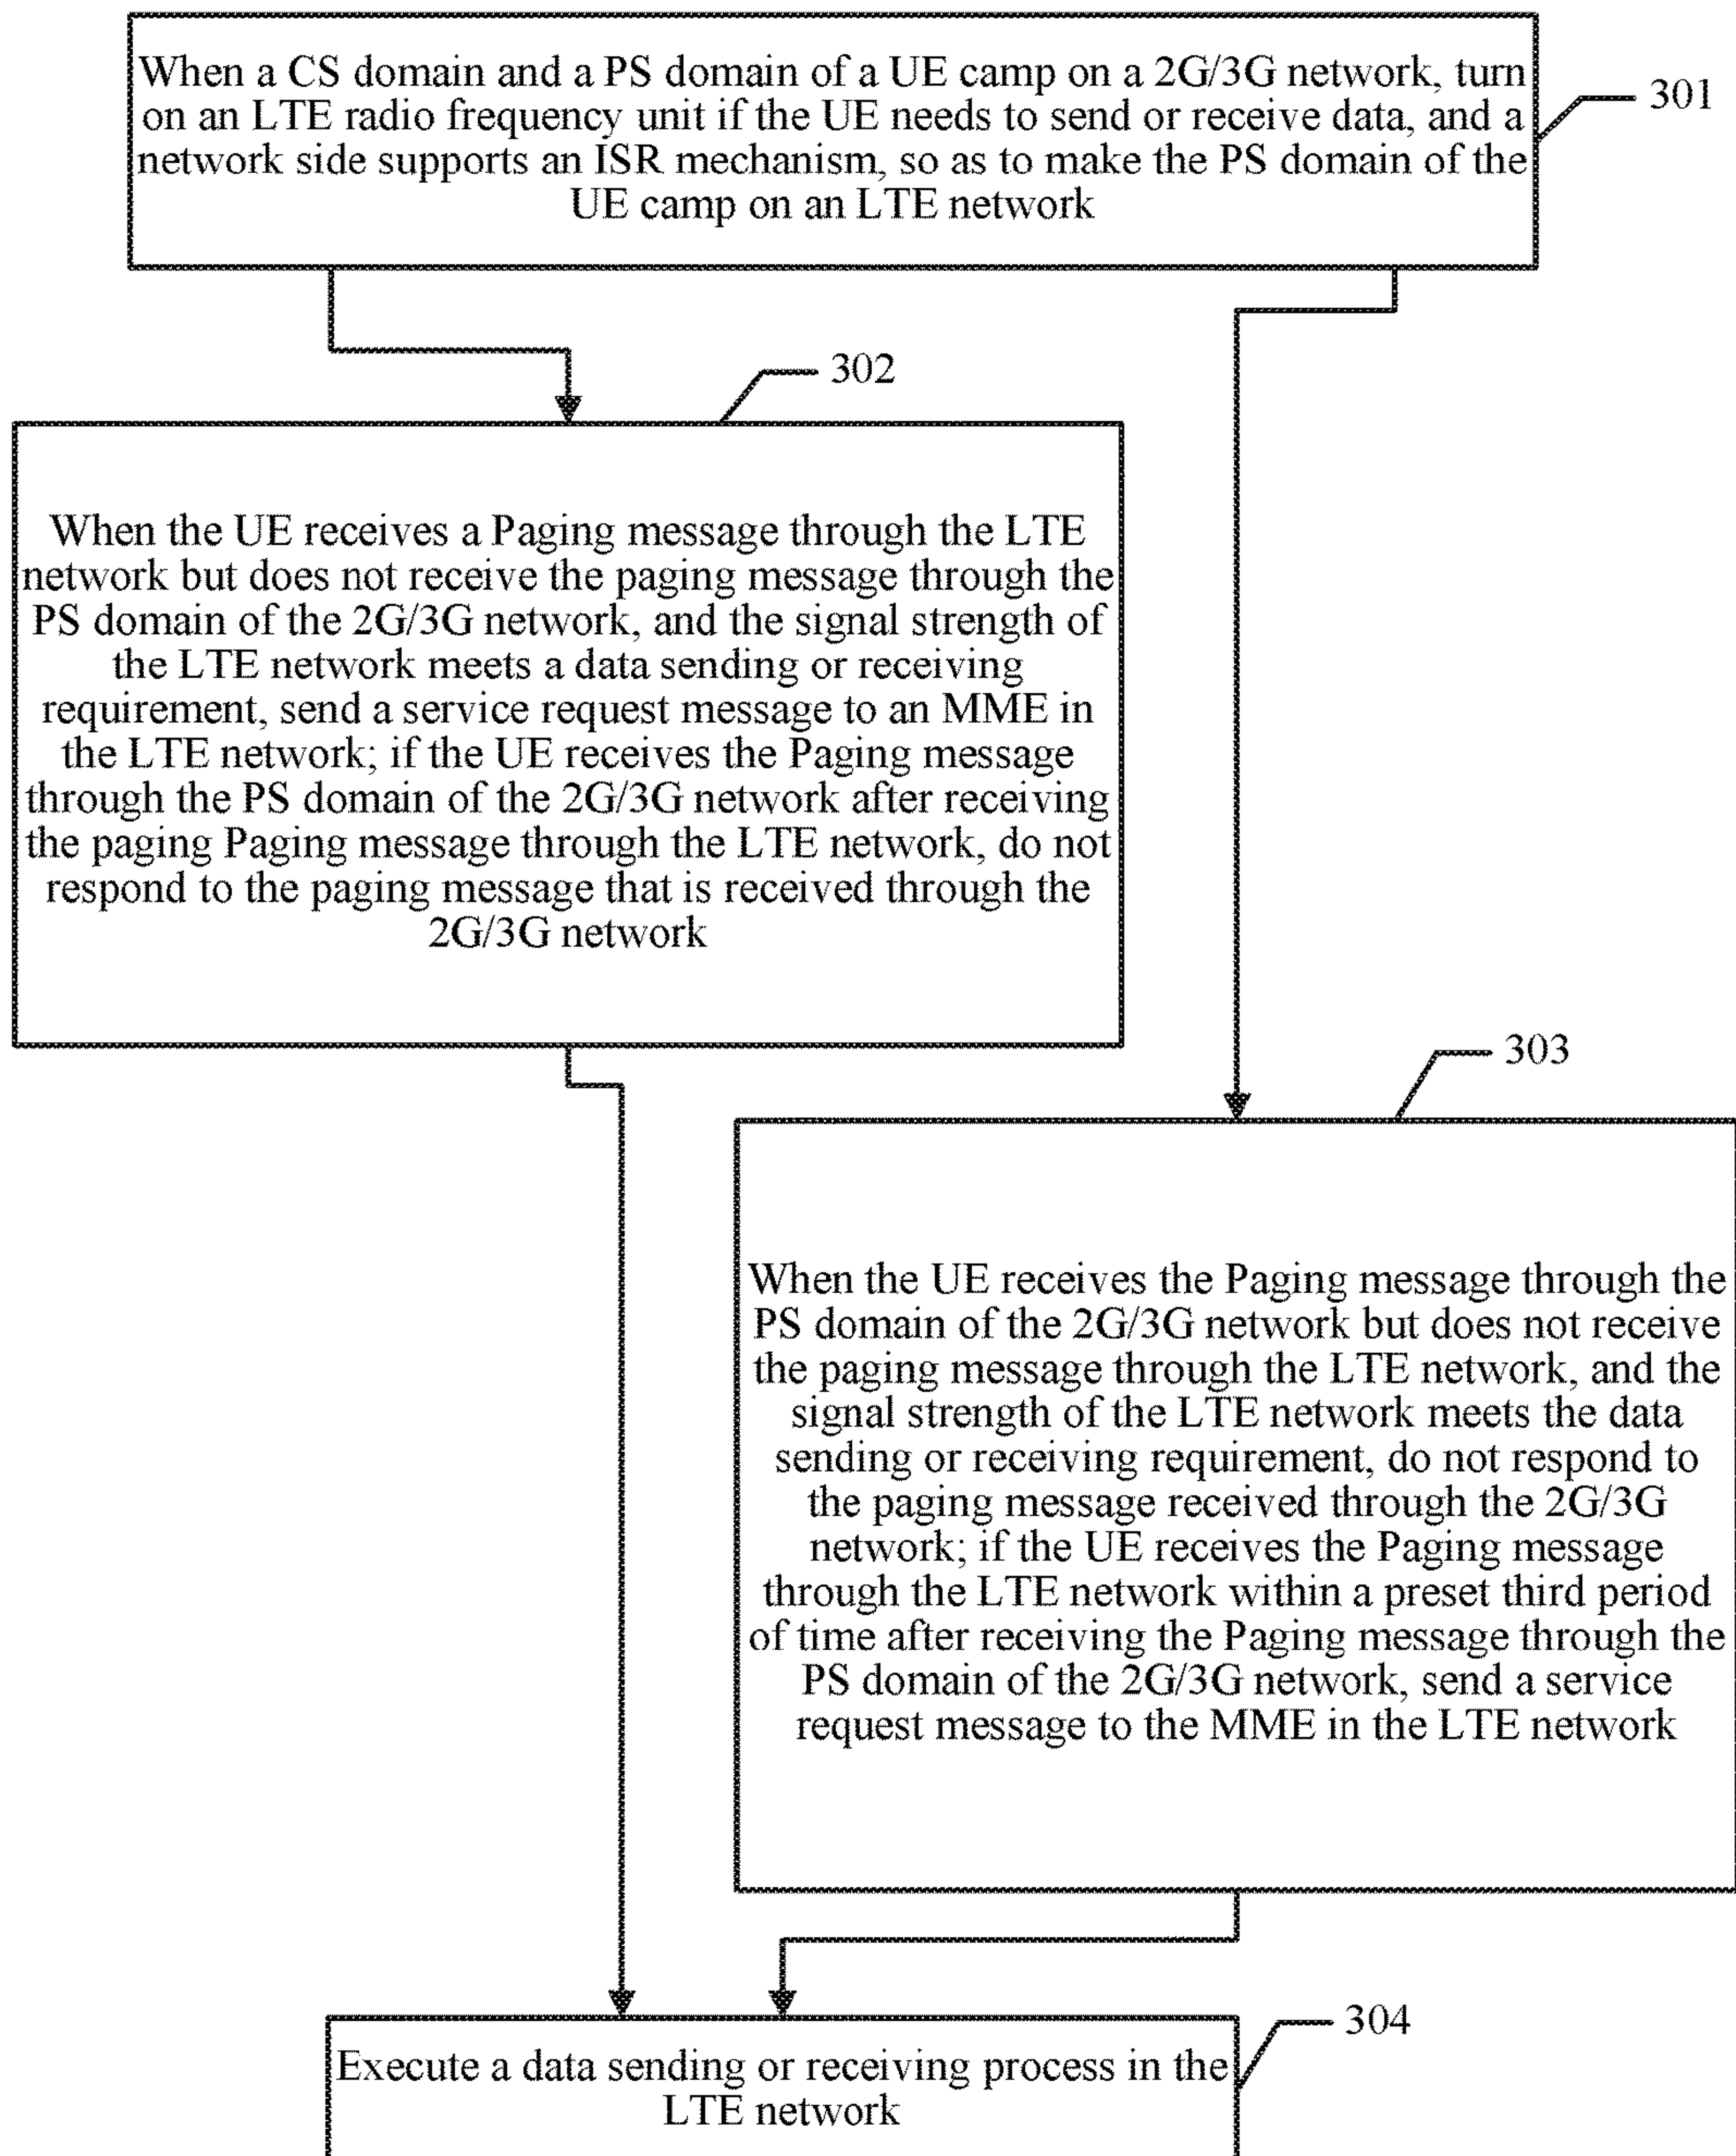 When a CS domain and a PS domain of a UE camp on a 2G/3G network, turn
on an LTE radio frequency unit if the UE needs to send or receive data, and a
network side supports an ISR mechanism, so as to make the PS domain of the
UE camp on an LTE network
301
302
When the UE receives a Paging message through the LTE
network but does not receive the paging message through the
PS domain of the 2G/3G network, and the signal strength of
the LTE network meets a data sending or receiving
requirement, send a service request message to an MME in
the LTE network; if the UE receives the Paging message
through the PS domain of the 2G/3G network after receiving
the paging Paging message through the LTE network, do not
respond to the paging message that is received through the
2G/3G network
303
When the UE receives the Paging message through the
PS domain of the 2G/3G network but does not receive
the paging message through the LTE network, and the
signal strength of the LTE network meets the data
sending or receiving requirement, do not respond to
the paging message received through the 2G/3G
network; if the UE receives the Paging message
through the LTE network within a preset third period
of time after receiving the Paging message through the
PS domain of the 2G/3G network, send a service
request message to the MME in the LTE network
304
Execute a data sending or receiving process in the
LTE network